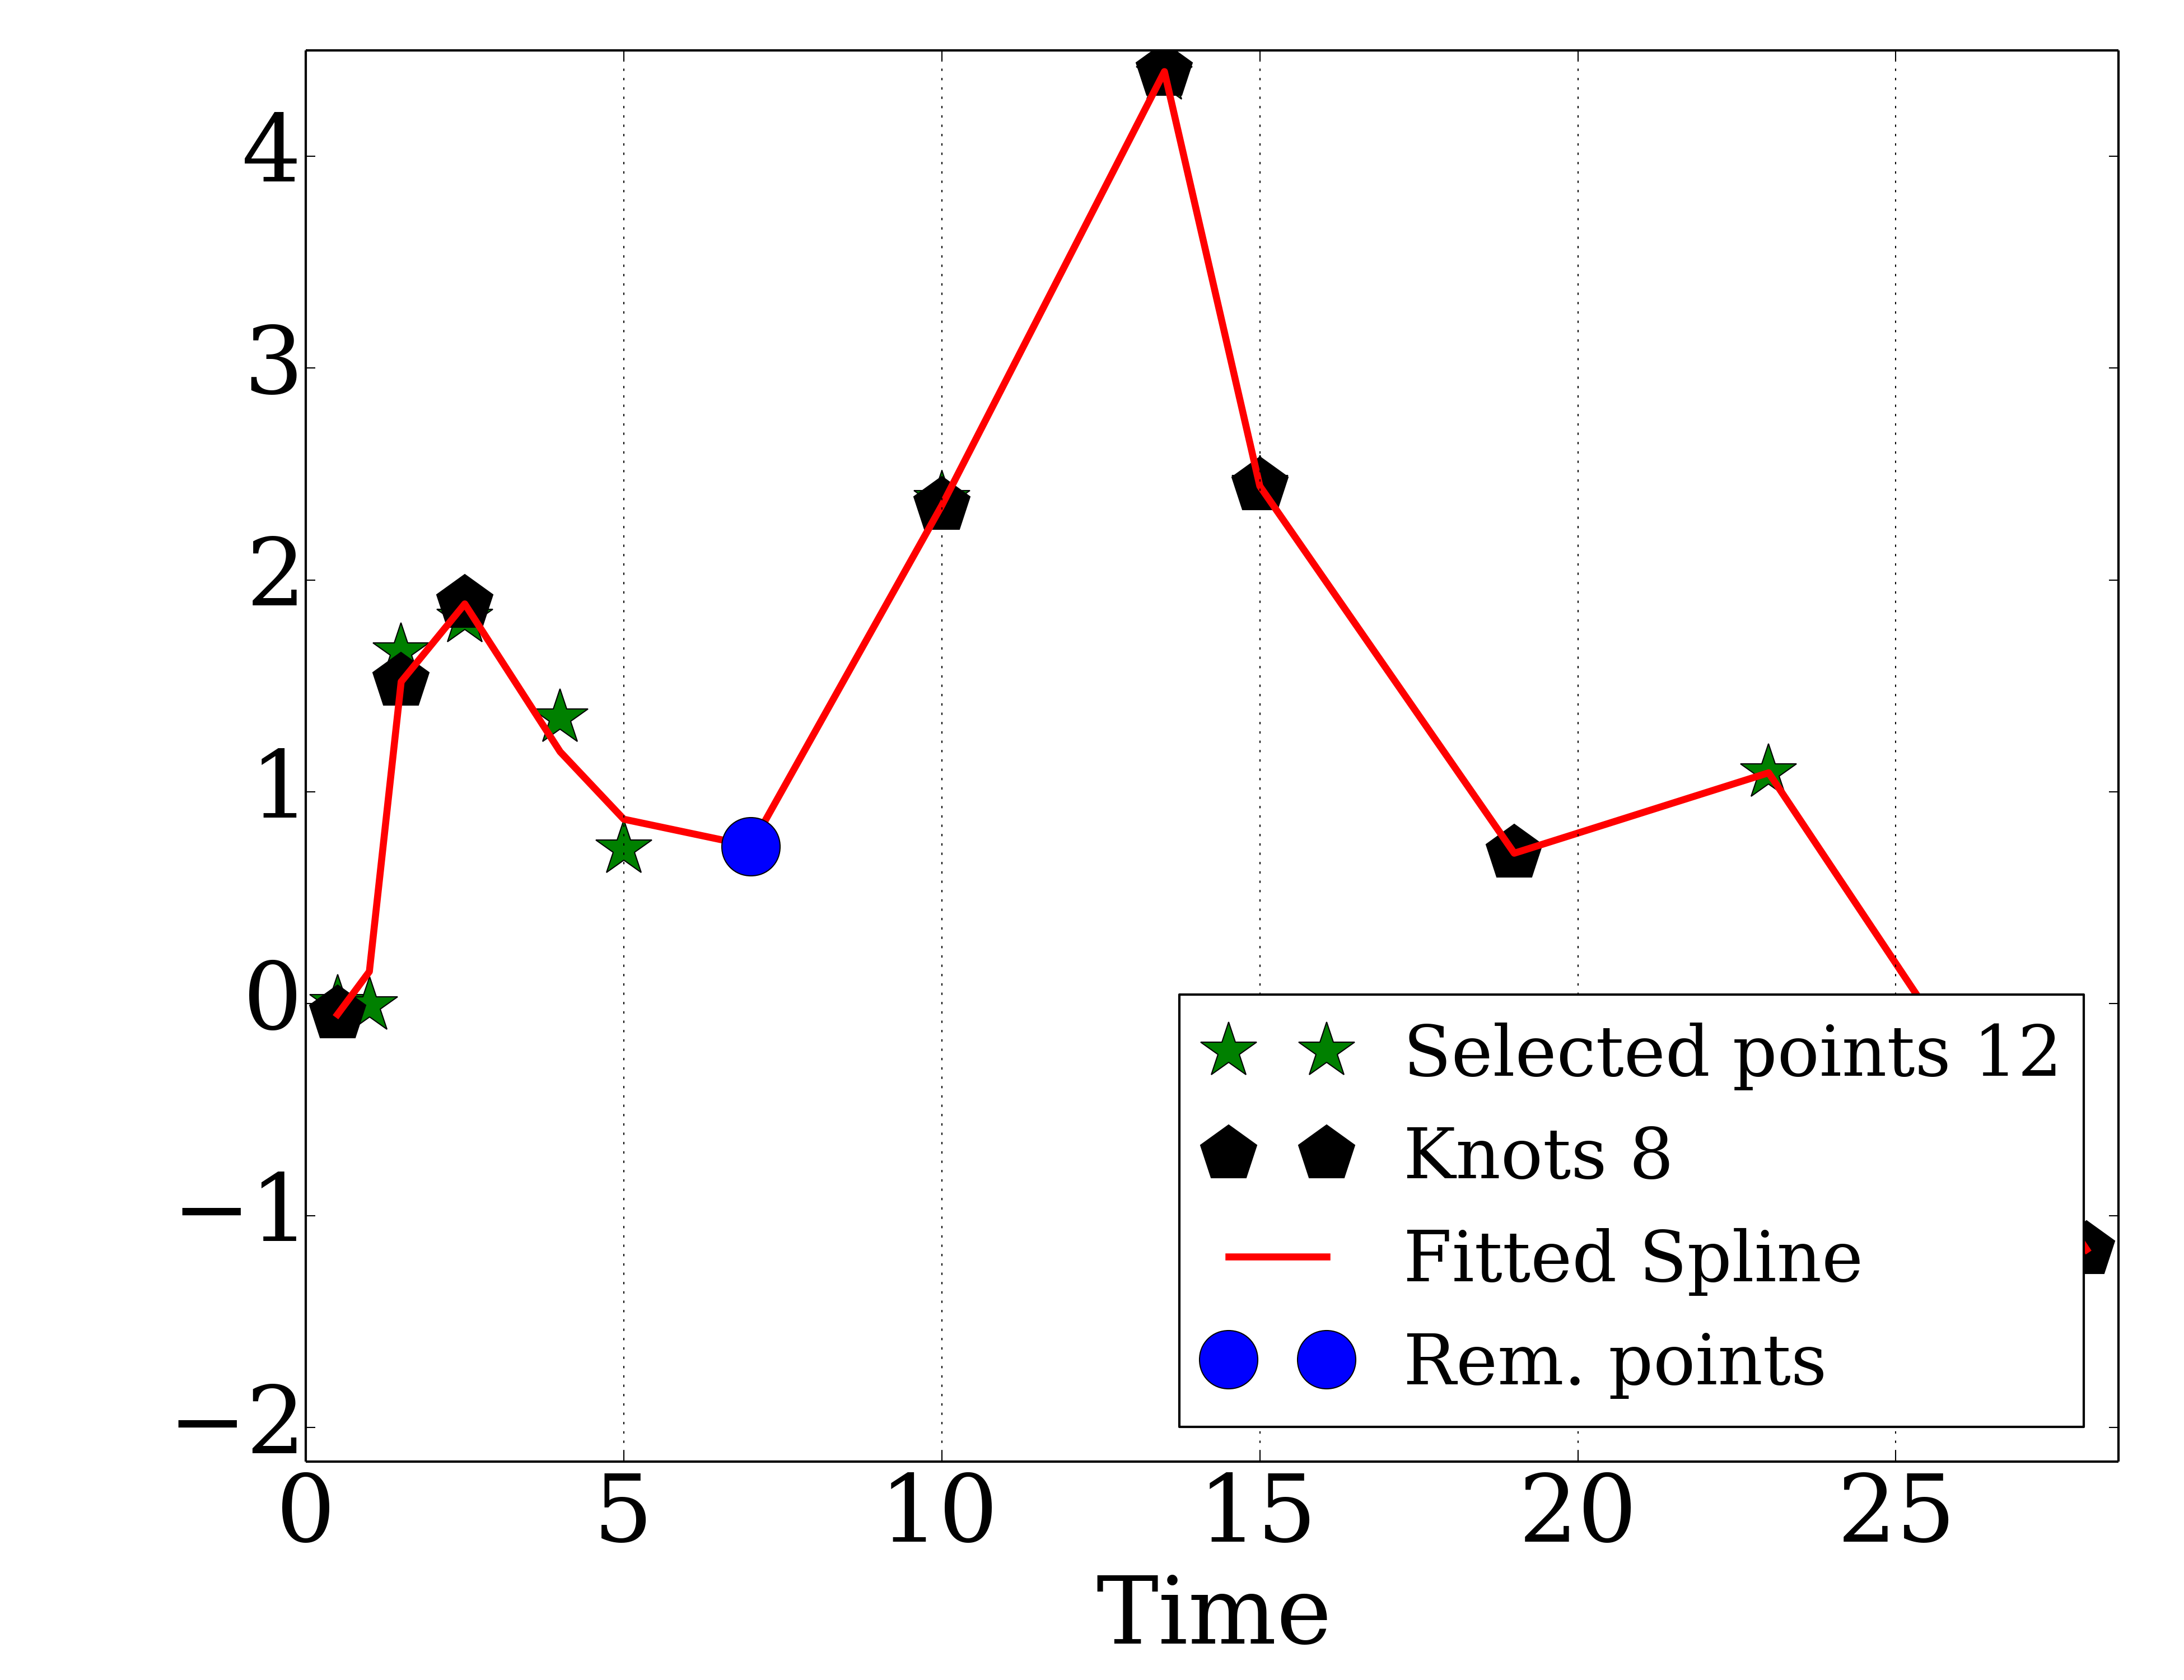 4
3
2
1
0
−1
−2
0 5 10 15 20 25
Time
Selected points 12
Knots 8
Fitted Spline
Rem. points